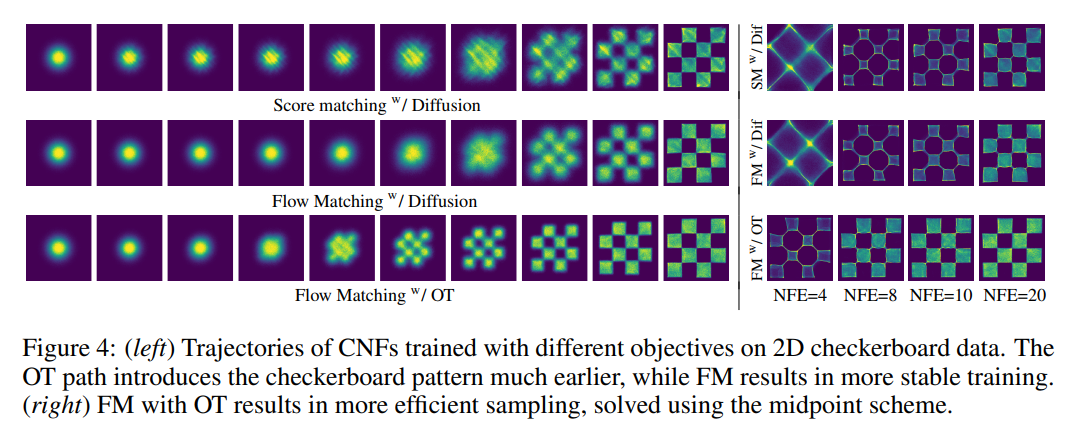 Score matching w/ Diffusion
Flow Matching w/ Diffusion
Flow Matching w/ OT
SM w/ Dif
FM w/ Dif
FM w/ OT
NFE=4 NFE=8 NFE=10 NFE=20
Figure 4: (left) Trajectories of CNFs trained with different objectives on 2D checkerboard data. The
OT path introduces the checkerboard pattern much earlier, while FM results in more stable training.
(right) FM with OT results in more efficient sampling, solved using the midpoint scheme.